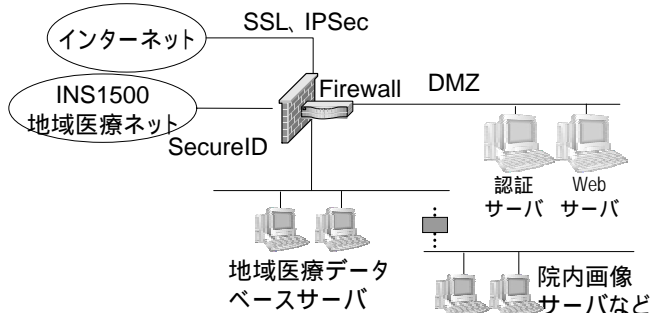 SSL、IPSec
インターネット
INS1500
地域医療ネット
SecureID
Firewall
DMZ
認証
サーバ
Web
サーバ
地域医療データ
ベースサーバ
院内画像
サーバなど